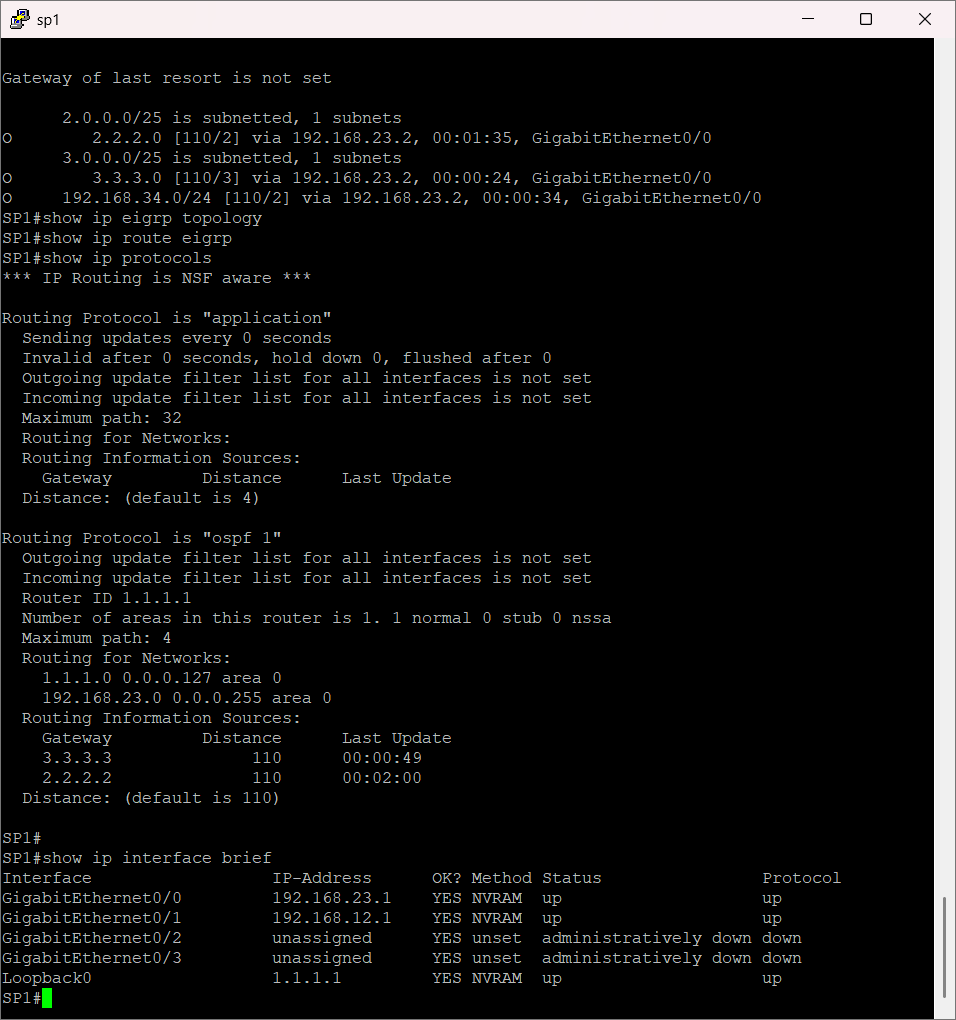 sp1
Gateway of last resort is not set
      2.0.0.0/25 is subnetted, 1 subnets
O        2.2.2.0 [110/2] via 192.168.23.2, 00:01:35, GigabitEthernet0/0
      3.0.0.0/25 is subnetted, 1 subnets
O        3.3.3.0 [110/3] via 192.168.23.2, 00:00:24, GigabitEthernet0/0
O     192.168.34.0/24 [110/2] via 192.168.23.2, 00:00:34, GigabitEthernet0/0
SP1#show ip eigrp topology
SP1#show ip route eigrp
SP1#show ip protocols
*** IP Routing is NSF aware ***
Routing Protocol is "application"
  Sending updates every 0 seconds
  Invalid after 0 seconds, hold down 0, flushed after 0
  Outgoing update filter list for all interfaces is not set
  Incoming update filter list for all interfaces is not set
  Maximum path: 32
  Routing for Networks:
  Routing Information Sources:
    Gateway         Distance      Last Update
  Distance: (default is 4)
Routing Protocol is "ospf 1"
  Outgoing update filter list for all interfaces is not set
  Incoming update filter list for all interfaces is not set
  Router ID 1.1.1.1
  Number of areas in this router is 1. 1 normal 0 stub 0 nssa
  Maximum path: 4
  Routing for Networks:
    1.1.1.0 0.0.0.127 area 0
    192.168.23.0 0.0.0.255 area 0
  Routing Information Sources:
    Gateway         Distance      Last Update
    3.3.3.3              110      00:00:49
    2.2.2.2              110      00:02:00
  Distance: (default is 110)
SP1#
SP1#show ip interface brief
Interface                  IP-Address      OK? Method Status                Protocol
GigabitEthernet0/0         192.168.23.1    YES NVRAM  up                    up
GigabitEthernet0/1         192.168.12.1    YES NVRAM  up                    up
GigabitEthernet0/2         unassigned      YES unset  administratively down down
GigabitEthernet0/3         unassigned      YES unset  administratively down down
Loopback0                  1.1.1.1         YES NVRAM  up                    up
SP1#